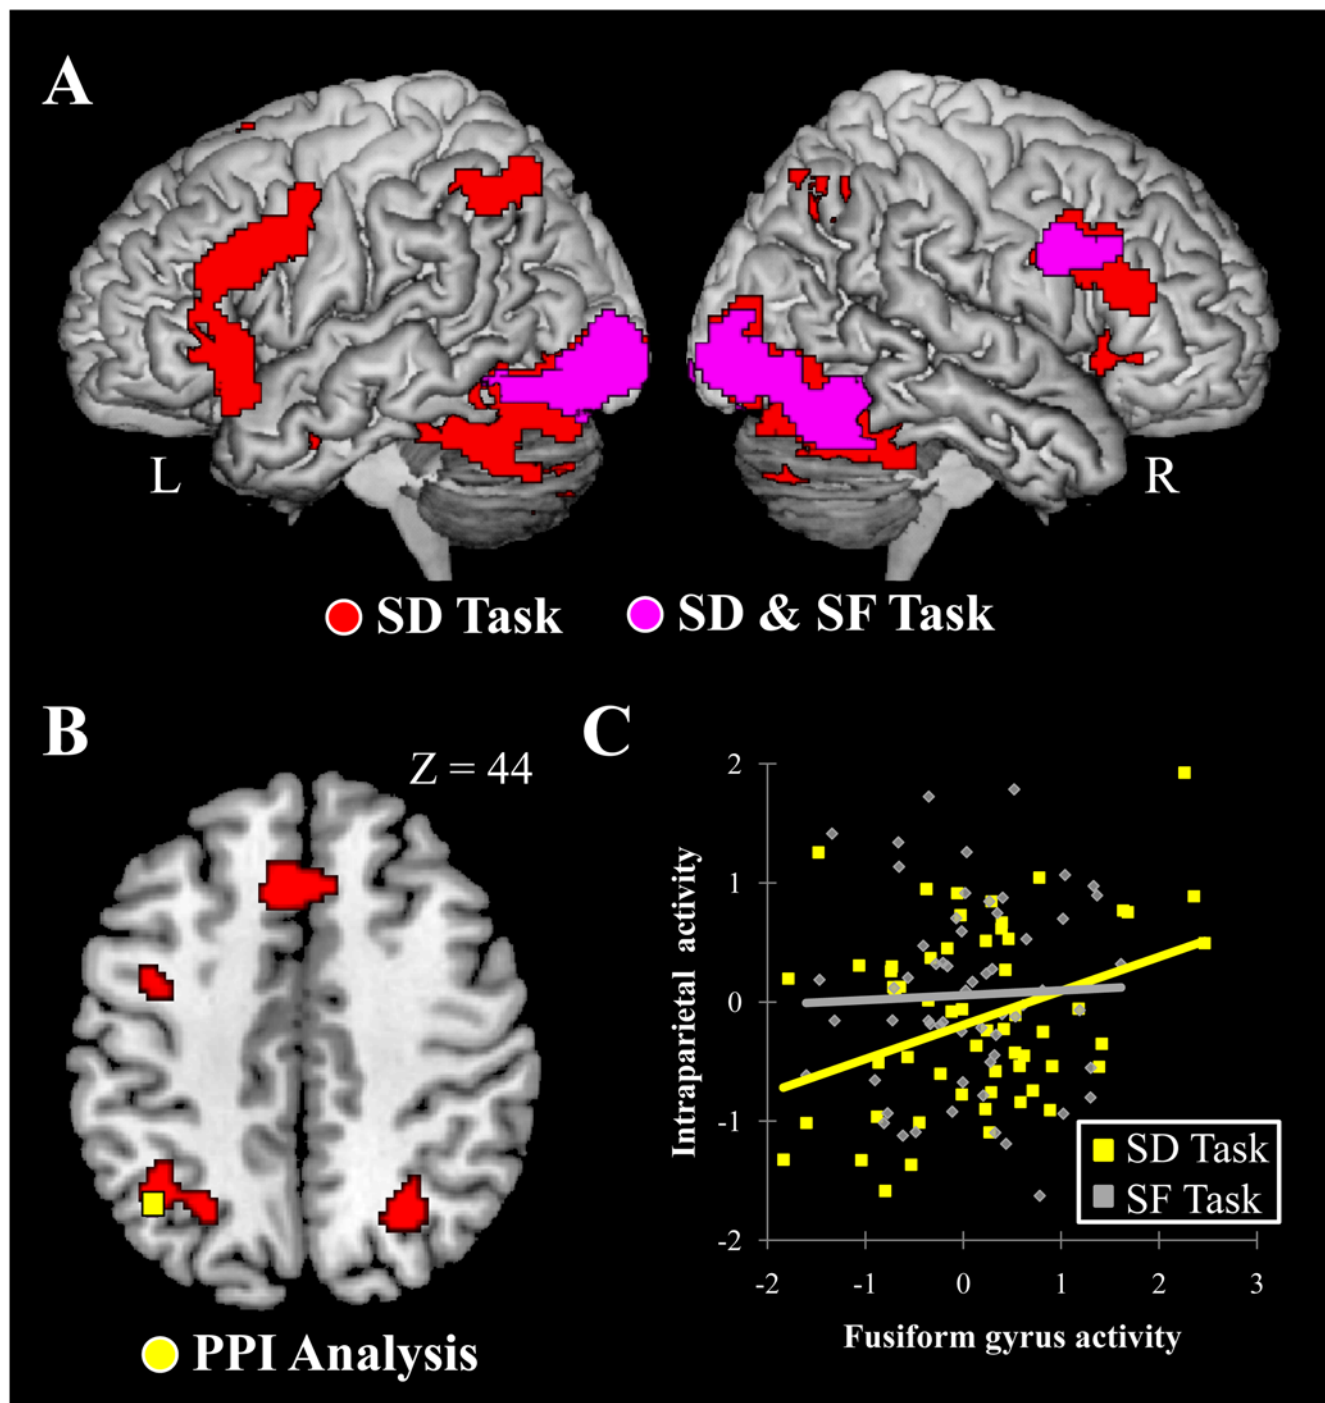 A
L
R
SD Task
SD & SF Task
B
Z = 44
PPI Analysis
C
Intraparietal activity
2
1
0
-1
-2
-2
-1
0
1
2
3
Fusiform gyrus activity
SD Task
SF Task